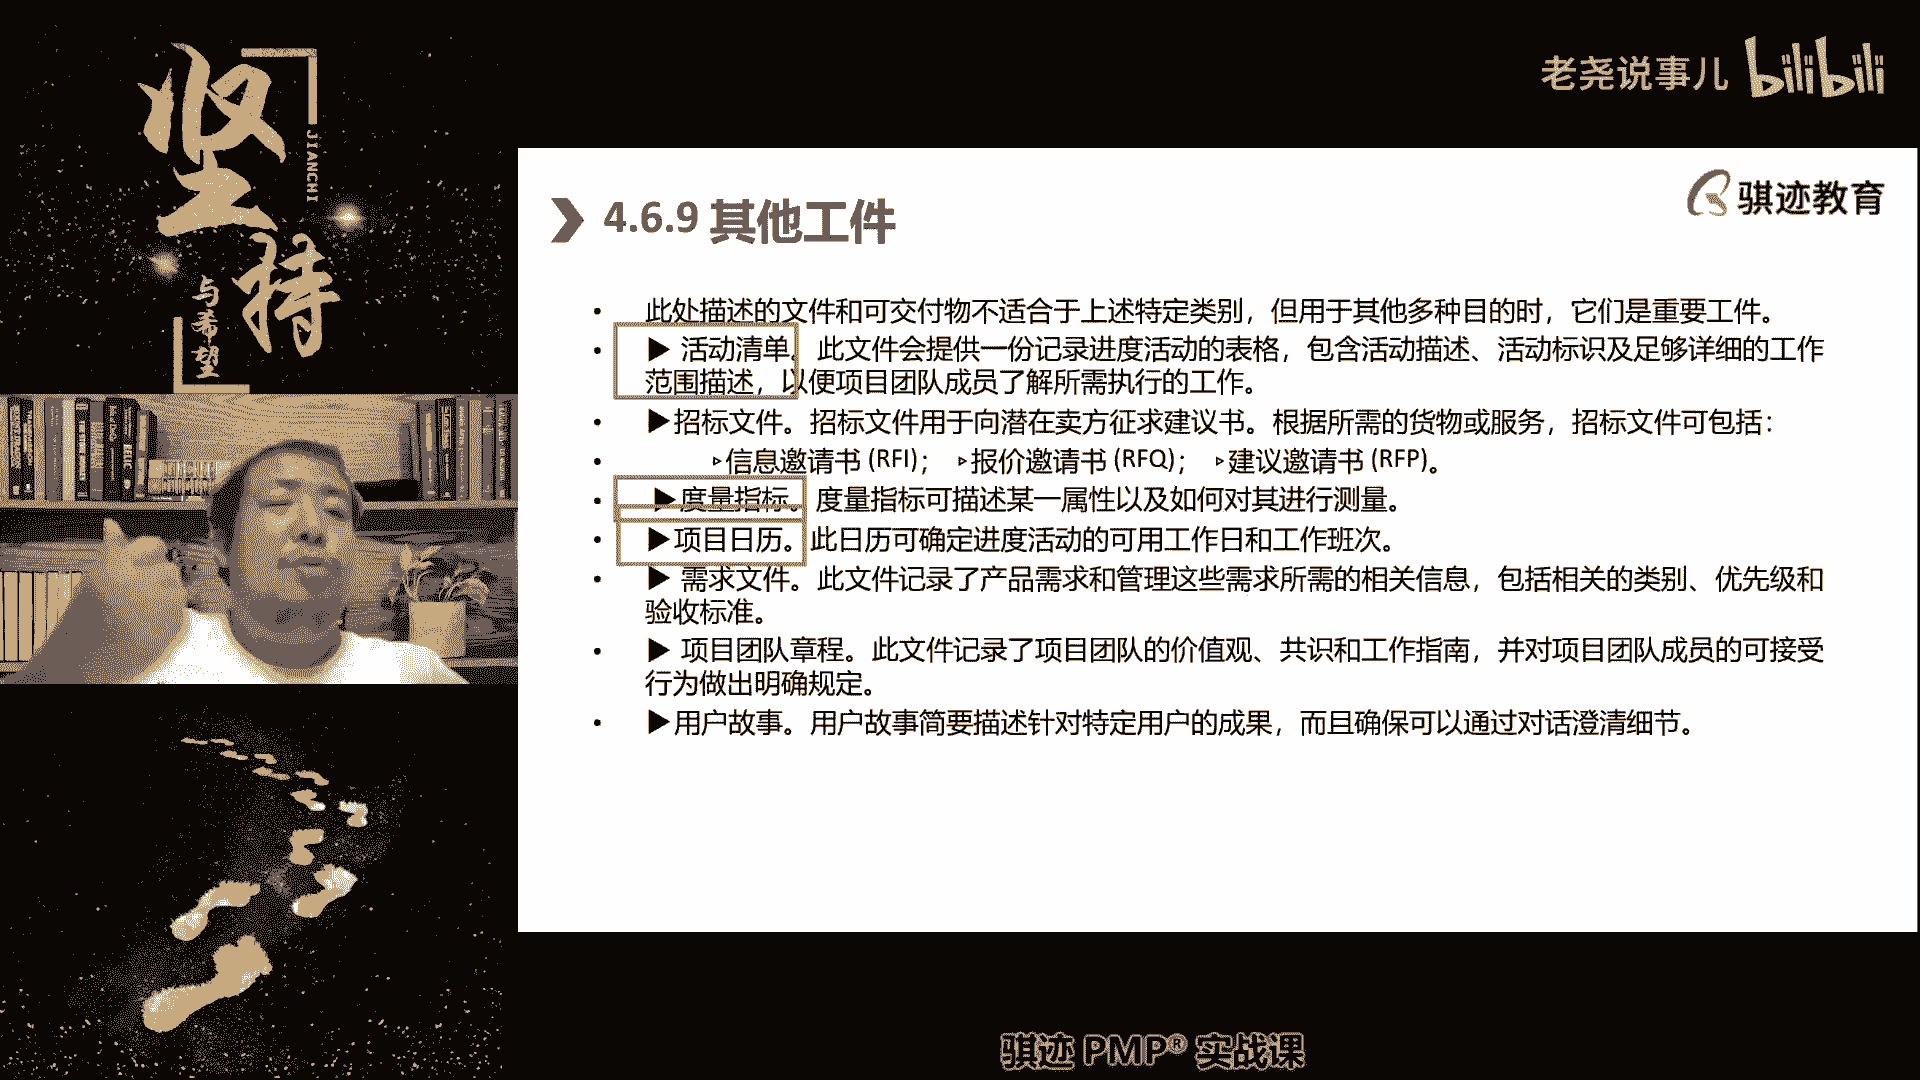 坚持
JIANCHI
与希望
老尧说事儿 bilibili
骐迹教育
4.6.9 其他工件
• 此处描述的文件和可交付物不适合于上述特定类别，但用于其他多种目的时，它们是重要工件。
• ▶ 活动清单。此文件会提供一份记录进度活动的表格，包含活动描述、活动标识及足够详细的工作
范围描述，以便项目团队成员了解所需执行的工作。
• ▶招标文件。招标文件用于向潜在卖方征求建议书。根据所需的货物或服务，招标文件可包括：
• ▹信息邀请书 (RFI)； ▹报价邀请书 (RFQ)； ▹建议邀请书 (RFP)。
• ▶度量指标。度量指标可描述某一属性以及如何对其进行测量。
• ▶项目日历。此日历可确定进度活动的可用工作日和工作班次。
• ▶ 需求文件。此文件记录了产品需求和管理这些需求所需的相关信息，包括相关的类别、优先级和
验收标准。
• ▶ 项目团队章程。此文件记录了项目团队的价值观、共识和工作指南，并对项目团队成员的可接受
行为做出明确规定。
• ▶用户故事。用户故事简要描述针对特定用户的成果，而且确保可以通过对话澄清细节。
骐迹 PMP® 实战课